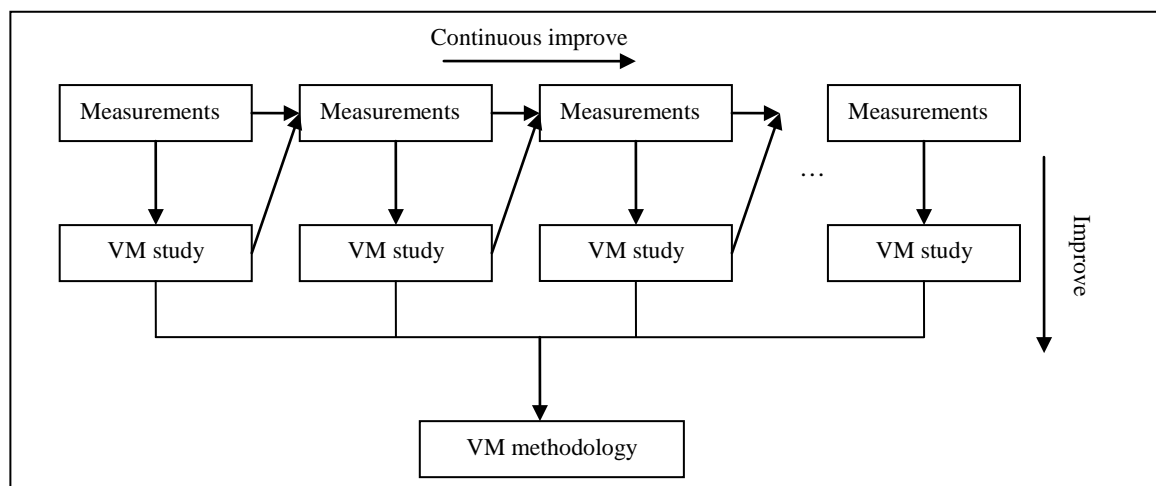 Continuous improve
Measurements
Measurements
Measurements
Measurements
…
Improve
VM study
VM study
VM study
VM study
VM methodology